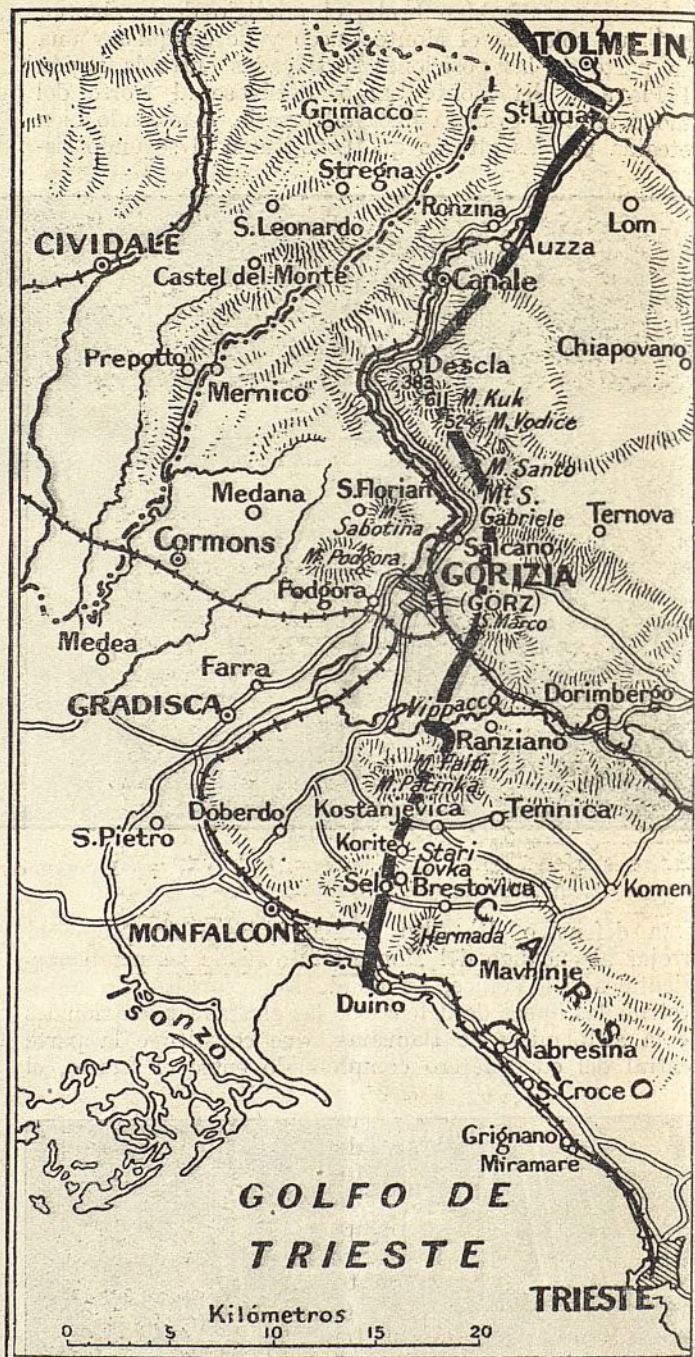 TOLMEIN
Grimacco
Sta Lucia
Stregna
S. Leonardo
Ronzina
Lom
CIVIDALE
Auzza
Castel del Monte
Canale
Chiapovano
Prepotto
Descla
Mernico
383
611 M. Kuk
524 M. Vodice
M. Santo
Medana
S. Florian
Mt. S.
Gabriele
M.
Sabotina
Ternova
Cormons
Salcano
M. Podgora
GORIZIA
(GÖRZ)
Podgora
S. Marco
Medea
Farra
Vippacco
Dorimbergo
GRADISCA
Ranziano
M. Faiti
M. Pecinka
Doberdo
Kostanjevica
Temnica
S. Pietro
Korite
Stari
Lovka
Selo
Brestovica
Komen
MONFALCONE
Hermada
Mavhinje
CARSO
Duino
Isonzo
Nabresina
S. Croce
Grignano
Miramare
GOLFO DE
TRIESTE
TRIESTE
Kilómetros
0 5 10 15 20